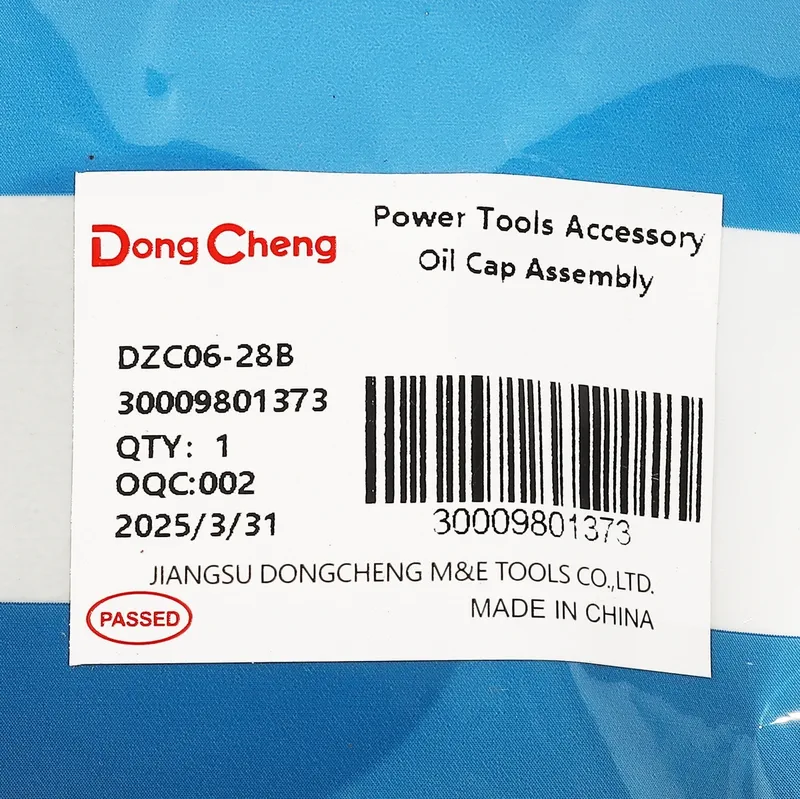 Dong Cheng
Power Tools Accessory
Oil Cap Assembly
DZC06-28B
30009801373
QTY: 1
OQC:002
2025/3/31
30009801373
JIANGSU DONGCHENG M&E TOOLS CO.,LTD.
MADE IN CHINA
PASSED